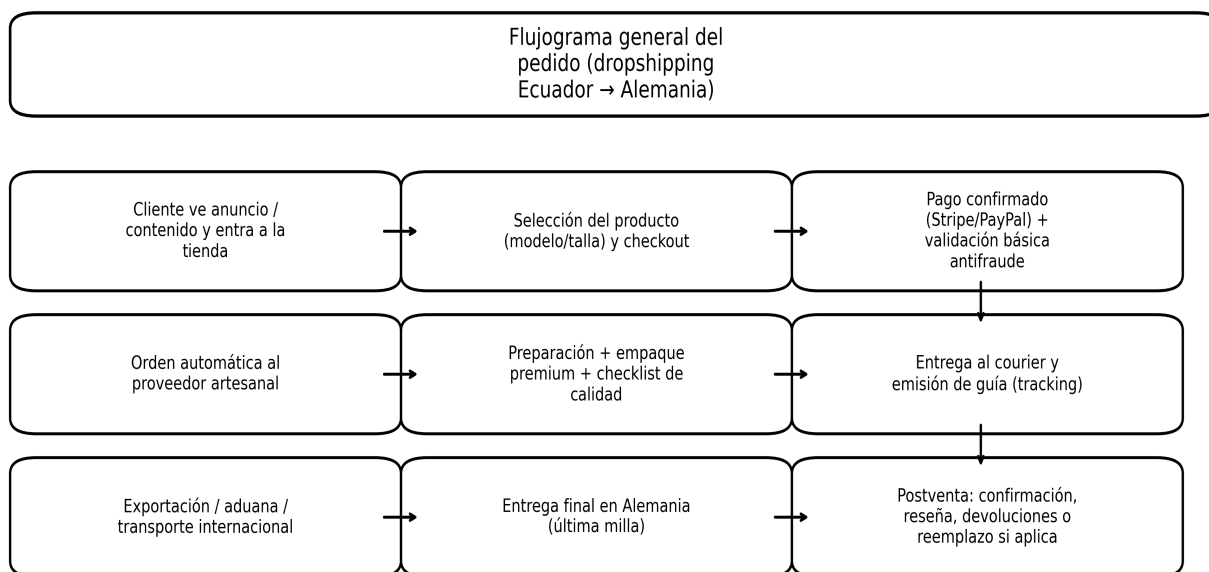 Flujograma general del
pedido (dropshipping
Ecuador → Alemania)
Cliente ve anuncio /
contenido y entra a la
tienda
Selección del producto
(modelo/talla) y checkout
Pago confirmado
(Stripe/PayPal) +
validación básica
antifraude
Orden automática al
proveedor artesanal
Preparación + empaque
premium + checklist de
calidad
Entrega al courier y
emisión de guía (tracking)
Exportación / aduana /
transporte internacional
Entrega final en Alemania
(última milla)
Postventa: confirmación,
reseña, devoluciones o
reemplazo si aplica